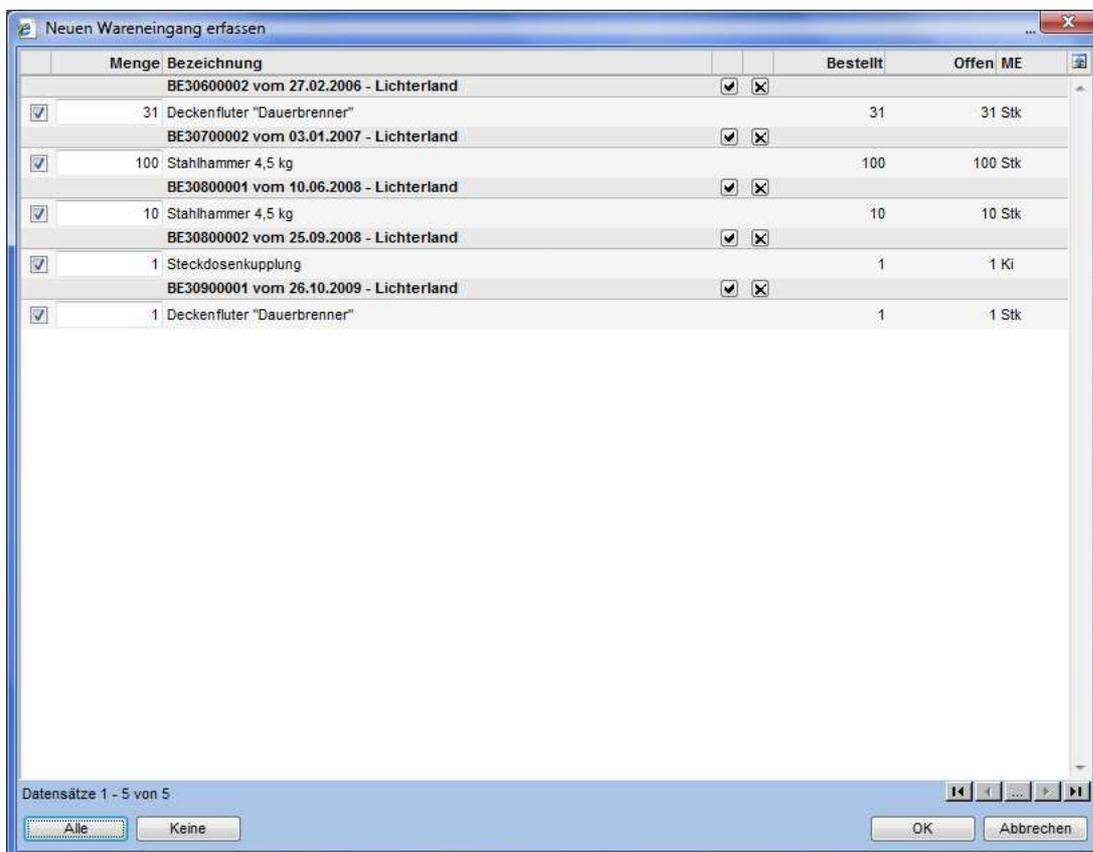 Neuen Wareneingang erfassen ...
Menge Bezeichnung Bestellt Offen ME
BE30600002 vom 27.02.2006 - Lichterland
31 Deckenfluter "Dauerbrenner" 31 31 Stk
BE30700002 vom 03.01.2007 - Lichterland
100 Stahlhammer 4,5 kg 100 100 Stk
BE30800001 vom 10.06.2008 - Lichterland
10 Stahlhammer 4,5 kg 10 10 Stk
BE30800002 vom 25.09.2008 - Lichterland
1 Steckdosenkupplung 1 1 Ki
BE30900001 vom 26.10.2009 - Lichterland
1 Deckenfluter "Dauerbrenner" 1 1 Stk
Datensätze 1 - 5 von 5 ...
Alle Keine OK Abbrechen